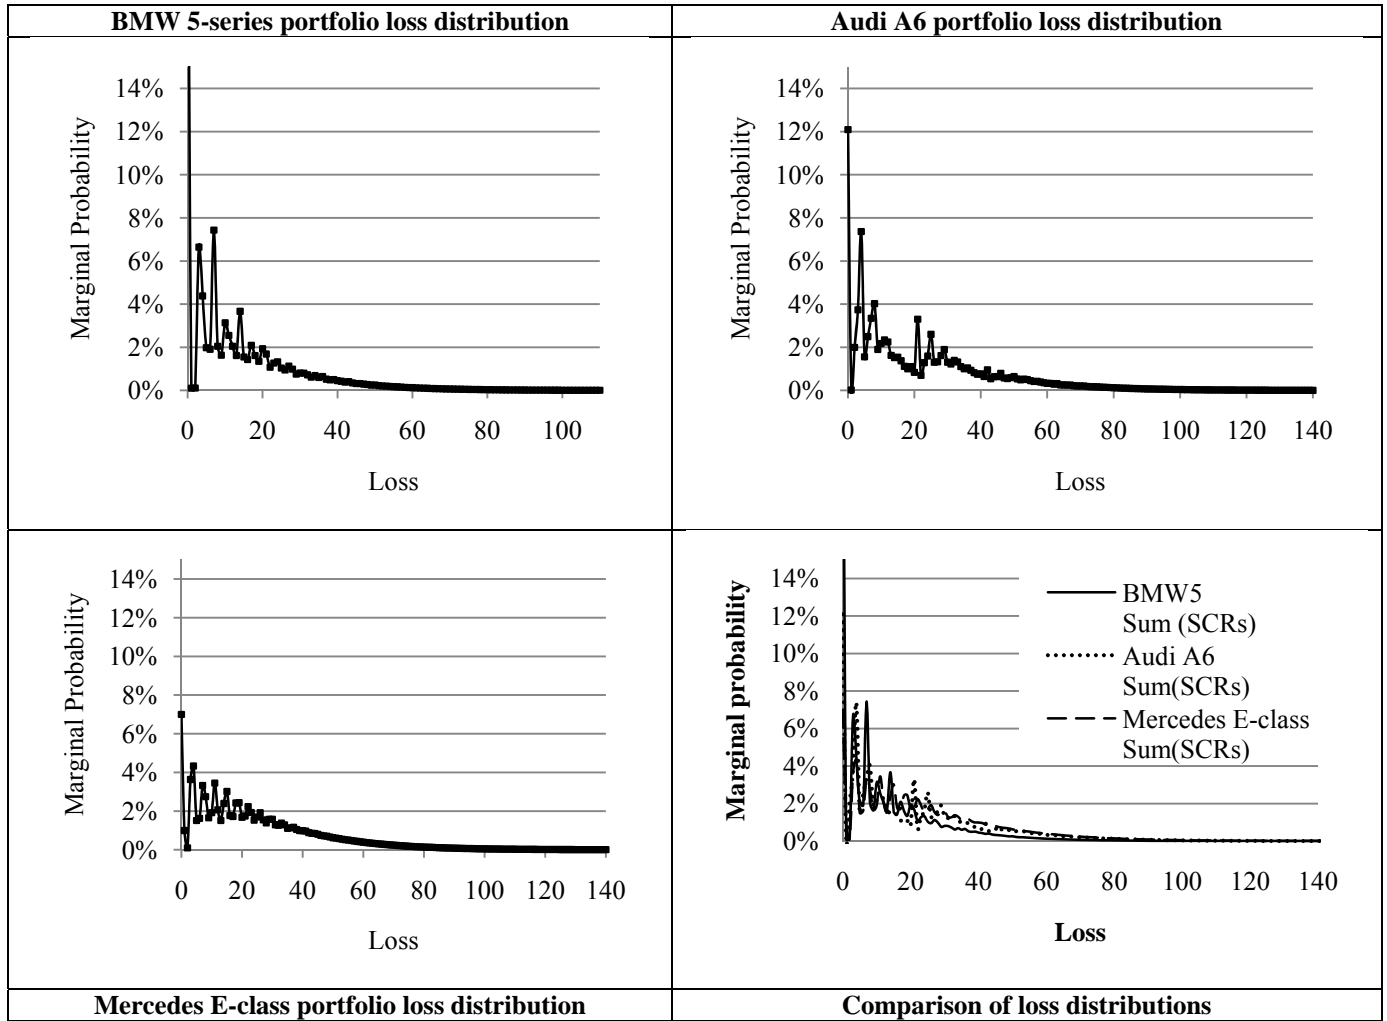 BMW 5-series portfolio loss distribution
Marginal Probability
14%
12%
10%
8%
6%
4%
2%
0%
0 20 40 60 80 100
Loss
Audi A6 portfolio loss distribution
Marginal Probability
14%
12%
10%
8%
6%
4%
2%
0%
0 20 40 60 80 100 120 140
Loss
Marginal Probability
14%
12%
10%
8%
6%
4%
2%
0%
0 20 40 60 80 100 120 140
Loss
Mercedes E-class portfolio loss distribution
Marginal probability
14%
12%
10%
8%
6%
4%
2%
0%
BMW5
Sum (SCRs)
Audi A6
Sum(SCRs)
Mercedes E-class
Sum(SCRs)
0 20 40 60 80 100 120 140
Loss
Comparison of loss distributions